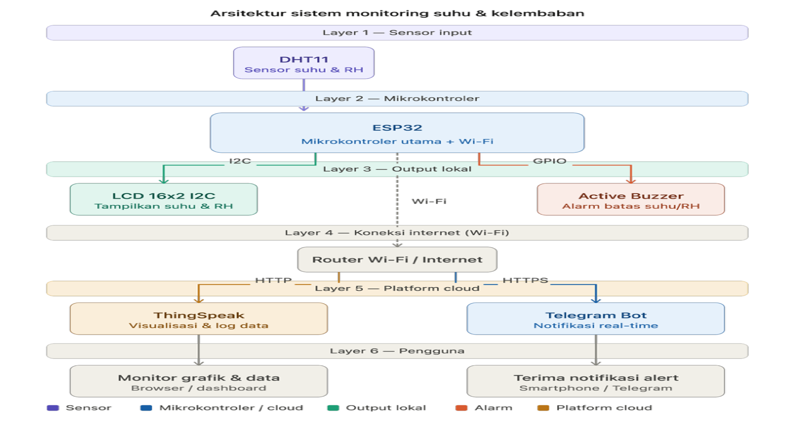 Arsitektur sistem monitoring suhu & kelembaban
Layer 1 — Sensor input
DHT11
Sensor suhu & RH
Layer 2 — Mikrokontroler
ESP32
Mikrokontroler utama + Wi-Fi
I2C
GPIO
Layer 3 — Output lokal
LCD 16x2 I2C
Tampilkan suhu & RH
Wi-Fi
Active Buzzer
Alarm batas suhu/RH
Layer 4 — Koneksi internet (Wi-Fi)
Router Wi-Fi / Internet
HTTP
HTTPS
Layer 5 — Platform cloud
ThingSpeak
Visualisasi & log data
Telegram Bot
Notifikasi real-time
Layer 6 — Pengguna
Monitor grafik & data
Browser / dashboard
Terima notifikasi alert
Smartphone / Telegram
Sensor
Mikrokontroler / cloud
Output lokal
Alarm
Platform cloud